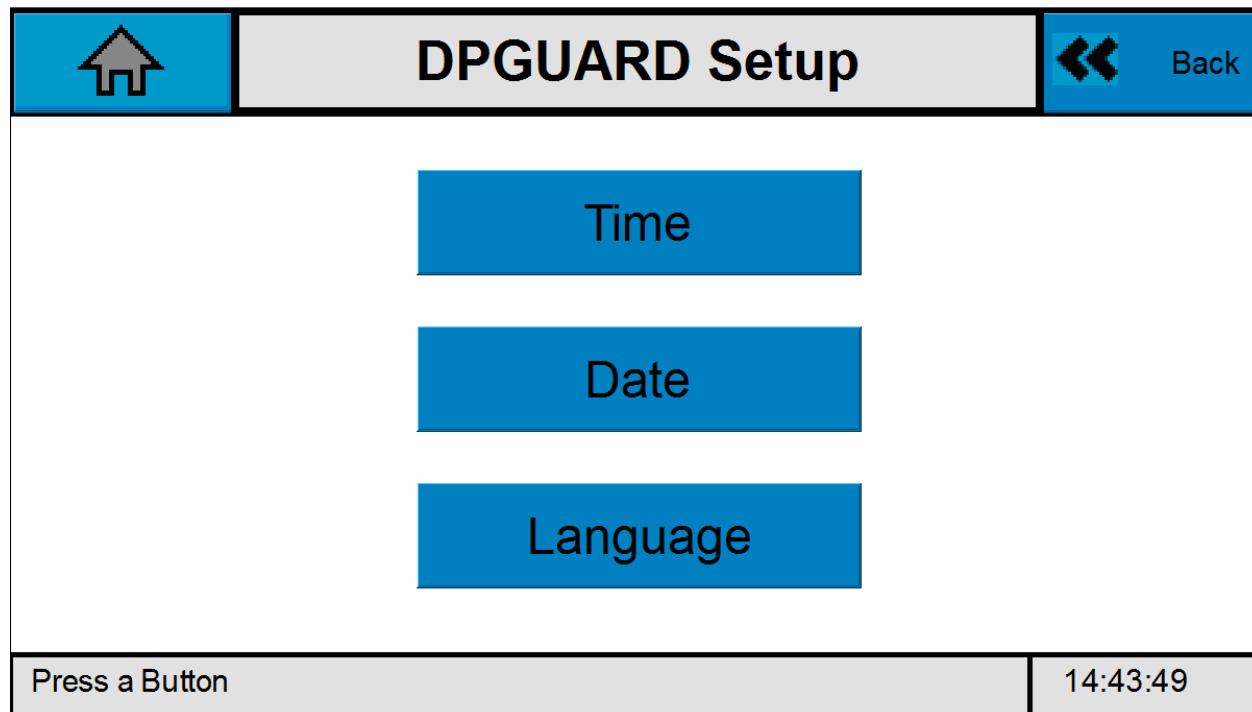 DPGUARD Setup
Back
Time
Date
Language
Press a Button
14:43:49